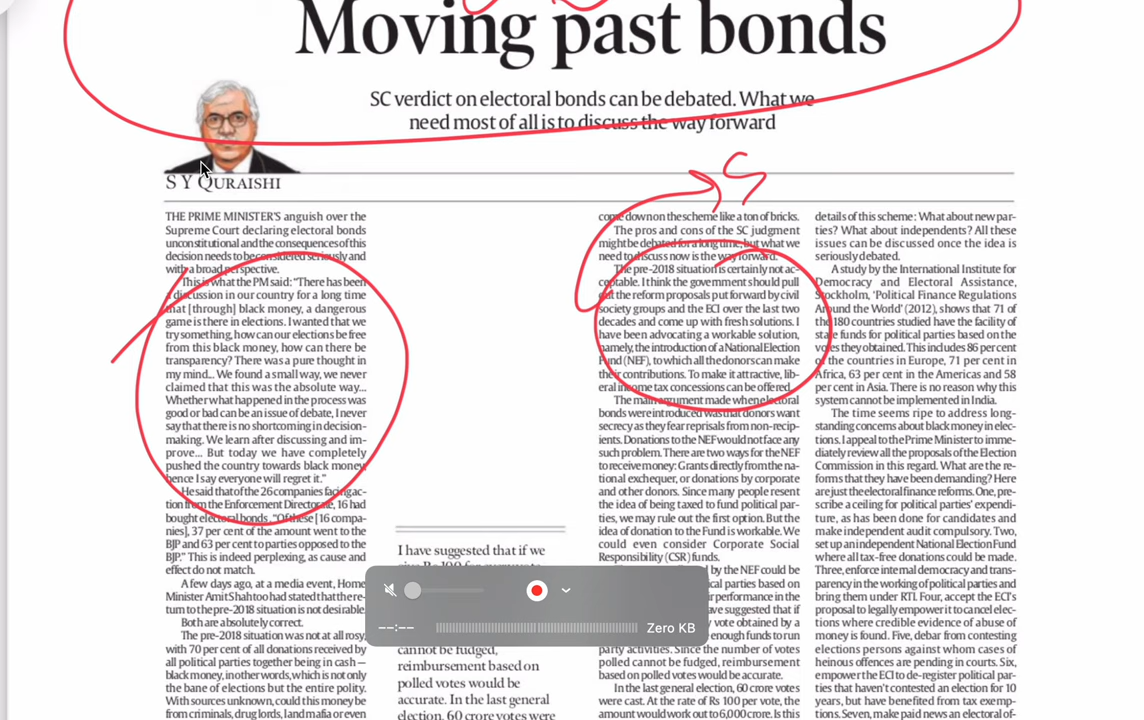 Moving past bonds
SC verdict on electoral bonds can be debated. What we
need most of all is to discuss the way forward
S Y QURAISHI
THE PRIME MINISTER'S anguish over the
Supreme Court declaring electoral bonds
unconstitutional and the consequences of this
decision needs to be considered seriously and
with a broad perspective.
This is what the PM said: "There has been
a discussion in our country for a long time
that [through] black money, a dangerous
game is there in elections. I wanted that we
try something, how can our elections be free
from this black money, how can there be
transparency? There was a pure thought in
my mind... We found a small way, we never
claimed that this was the absolute way...
Whether what happened in the process was
good or bad can be an issue of debate, I never
say that there is no shortcoming in decision-
making. We learn after discussing and im-
prove... But today we have completely
pushed the country towards black money,
hence I say everyone will regret it."
He said that of the 26 companies facing ac-
tion from the Enforcement Directorate, 16 had
bought electoral bonds. "Of these [16 compa-
nies], 37 per cent of the amount went to the
BJP and 63 per cent to parties opposed to the
BJP." This is indeed perplexing, as cause and
effect do not match.
A few days ago, at a media event, Home
Minister Amit Shah too had stated that the re-
turn to the pre-2018 situation is not desirable.
Both are absolutely correct.
The pre-2018 situation was not at all rosy,
with 70 per cent of all donations received by
all political parties together being in cash —
black money, in other words, which is not only
the bane of elections but the entire polity.
With sources unknown, could this money be
from criminals, drug lords, land mafia or even
I have suggested that if we
cannot be fudged,
reimbursement based on
polled votes would be
accurate. In the last general
election, 60 crore votes were
come down on the scheme like a ton of bricks.
The pros and cons of the SC judgment
might be debated for a long time, but what we
need to discuss now is the way forward.
The pre-2018 situation is certainly not ac-
ceptable. I think the government should pull
out the reform proposals put forward by civil
society groups and the ECI over the last two
decades and come up with fresh solutions. I
have been advocating a workable solution,
namely, the introduction of a National Election
Fund (NEF), to which all the donors can make
their contributions. To make it attractive, lib-
eral income tax concessions can be offered.
The main argument made when electoral
bonds were introduced was that donors want
secrecy as they fear reprisals from non-recip-
ients. Donations to the NEF would not face any
such problem. There are two ways for the NEF
to receive money: Grants directly from the na-
tional exchequer, or donations by corporate
and other donors. Since many people resent
the idea of being taxed to fund political par-
ties, we may rule out the first option. But the
idea of donation to the Fund is workable. We
could even consider Corporate Social
Responsibility (CSR) funds.
by the NEF could be
cal parties based on
ir performance in the
ave suggested that if
vote obtained by a
enough funds to run
party activities. Since the number of votes
polled cannot be fudged, reimbursement
based on polled votes would be accurate.
In the last general election, 60 crore votes
were cast. At the rate of Rs 100 per vote, the
amount would work out to 6,000 crore. Is this
details of this scheme: What about new par-
ties? What about independents? All these
issues can be discussed once the idea is
seriously debated.
A study by the International Institute for
Democracy and Electoral Assistance,
Stockholm, 'Political Finance Regulations
Around the World' (2012), shows that 71 of
the 180 countries studied have the facility of
state funds for political parties based on the
votes they obtained. This includes 86 per cent
of the countries in Europe, 71 per cent in
Africa, 63 per cent in the Americas and 58
per cent in Asia. There is no reason why this
system cannot be implemented in India.
The time seems ripe to address long-
standing concerns about black money in elec-
tions. I appeal to the Prime Minister to imme-
diately review all the proposals of the Election
Commission in this regard. What are the re-
forms that they have been demanding? Here
are just the electoral finance reforms. One, pre-
scribe a ceiling for political parties' expendi-
ture, as has been done for candidates and
make independent audit compulsory. Two,
set up an independent National Election Fund
where all tax-free donations could be made.
Three, enforce internal democracy and trans-
parency in the working of political parties and
bring them under RTI. Four, accept the ECI's
proposal to legally empower it to cancel elec-
tions where credible evidence of abuse of
money is found. Five, debar from contesting
elections persons against whom cases of
heinous offences are pending in courts. Six,
empower the ECI to de-register political par-
ties that haven't contested an election for 10
years, but have benefited from tax exemp-
tions. Seven, make paid news an electoral of-
--:--
Zero KB